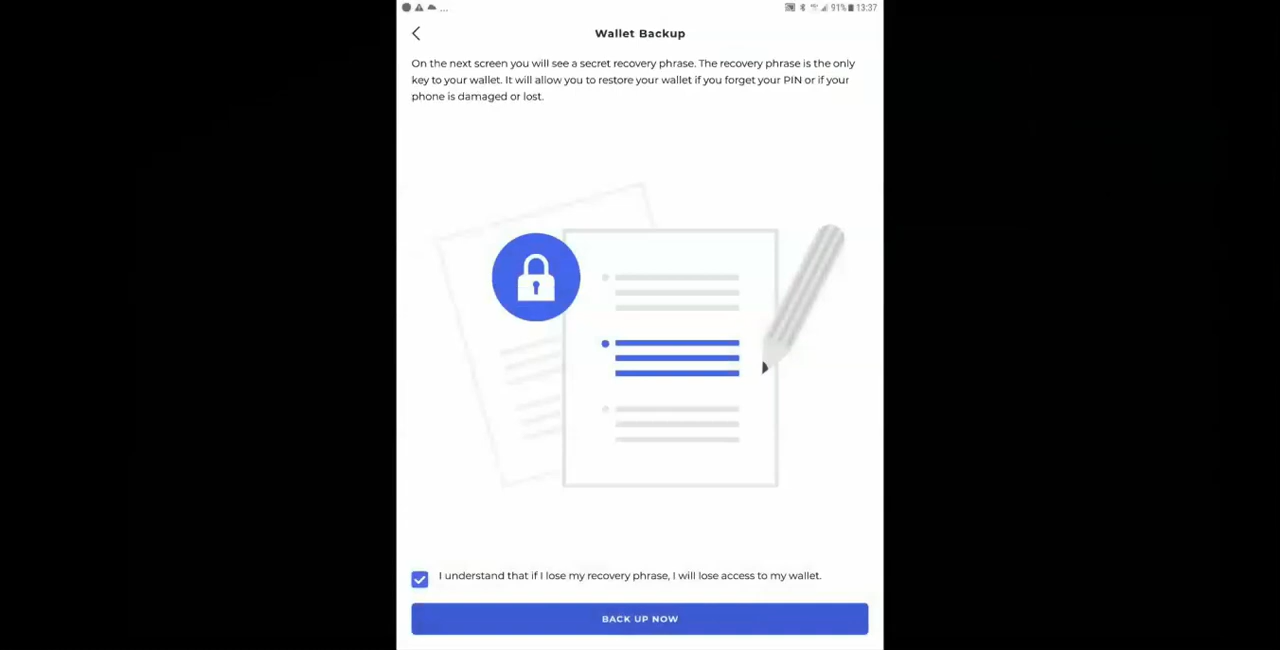 ... 91% 13:37
Wallet Backup
On the next screen you will see a secret recovery phrase. The recovery phrase is the only
key to your wallet. It will allow you to restore your wallet if you forget your PIN or if your
phone is damaged or lost.
I understand that if I lose my recovery phrase, I will lose access to my wallet.
BACK UP NOW